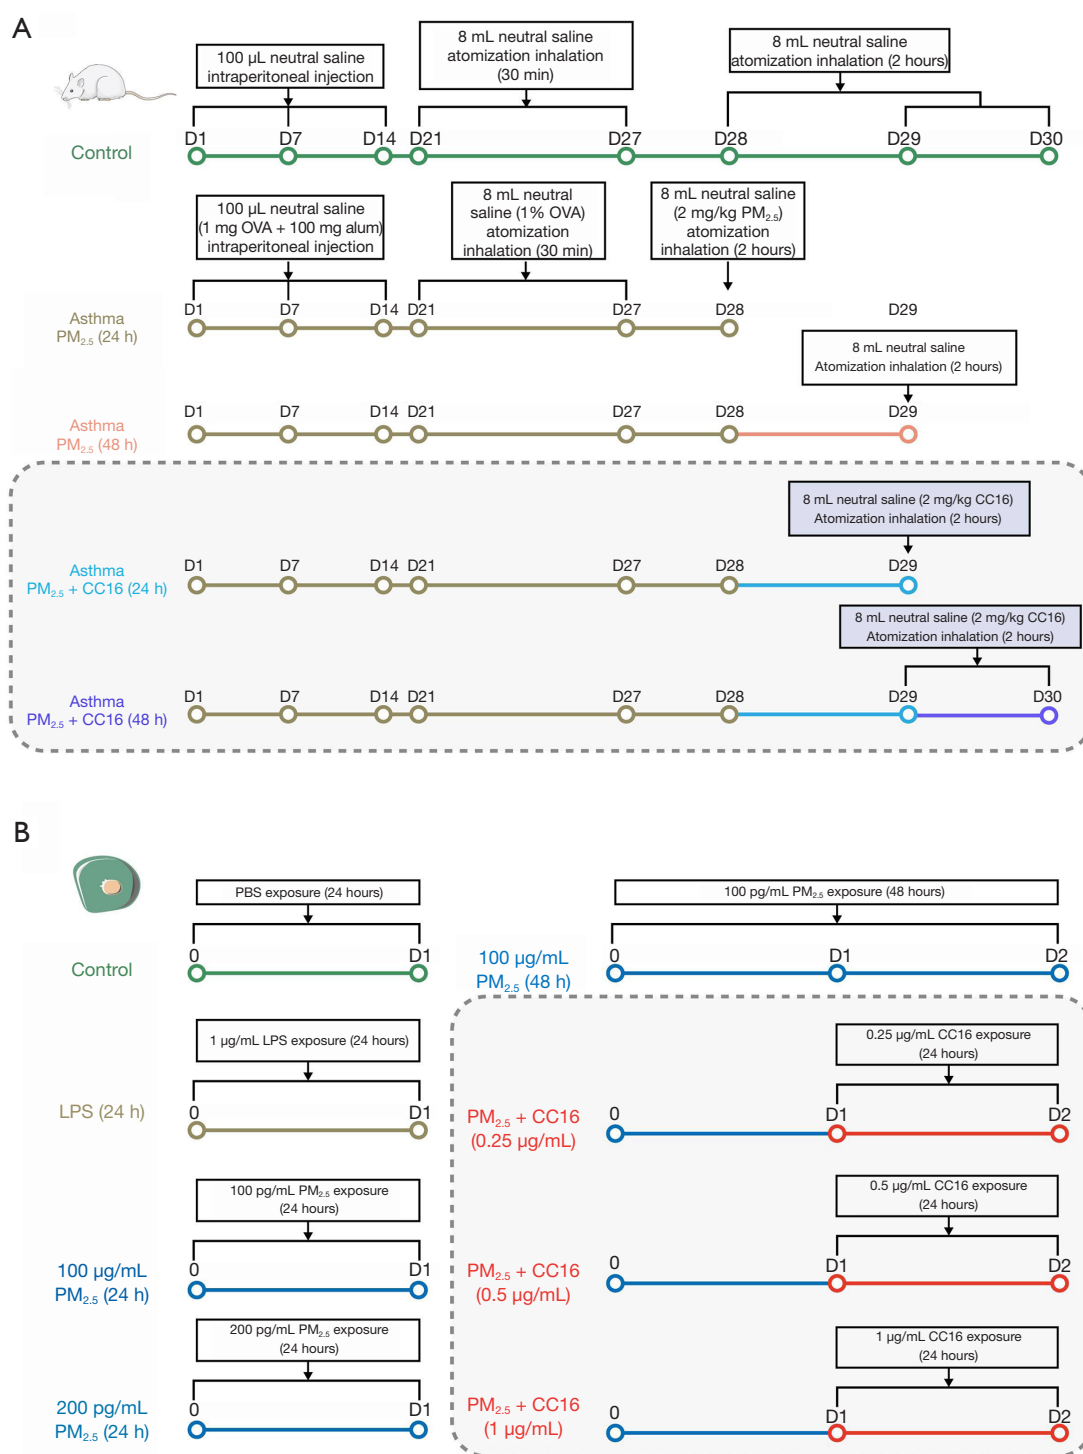 A
100 µL neutral saline
intraperitoneal injection
8 mL neutral saline
atomization inhalation
(30 min)
8 mL neutral saline
atomization inhalation (2 hours)
Control
D1 D7 D14 D21 D27 D28 D29 D30
100 µL neutral saline
(1 mg OVA + 100 mg alum)
intraperitoneal injection
8 mL neutral
saline (1% OVA)
atomization
inhalation (30 min)
8 mL neutral saline
(2 mg/kg PM2.5)
atomization
inhalation (2 hours)
Asthma
PM2.5 (24 h)
D1 D7 D14 D21 D27 D28 D29
8 mL neutral saline
Atomization inhalation (2 hours)
Asthma
PM2.5 (48 h)
D1 D7 D14 D21 D27 D28 D29
8 mL neutral saline (2 mg/kg CC16)
Atomization inhalation (2 hours)
Asthma
PM2.5 + CC16 (24 h)
D1 D7 D14 D21 D27 D28 D29
8 mL neutral saline (2 mg/kg CC16)
Atomization inhalation (2 hours)
Asthma
PM2.5 + CC16 (48 h)
D1 D7 D14 D21 D27 D28 D29 D30
B
PBS exposure (24 hours)
Control
0 D1
1 µg/mL LPS exposure (24 hours)
LPS (24 h)
0 D1
100 pg/mL PM2.5 exposure
(24 hours)
100 µg/mL
PM2.5 (24 h)
0 D1
200 pg/mL PM2.5 exposure
(24 hours)
200 pg/mL
PM2.5 (24 h)
0 D1
100 pg/mL PM2.5 exposure (48 hours)
100 µg/mL
PM2.5 (48 h)
0 D1 D2
0.25 µg/mL CC16 exposure
(24 hours)
PM2.5 + CC16
(0.25 µg/mL)
0 D1 D2
0.5 µg/mL CC16 exposure
(24 hours)
PM2.5 + CC16
(0.5 µg/mL)
0 D1 D2
1 µg/mL CC16 exposure
(24 hours)
PM2.5 + CC16
(1 µg/mL)
0 D1 D2